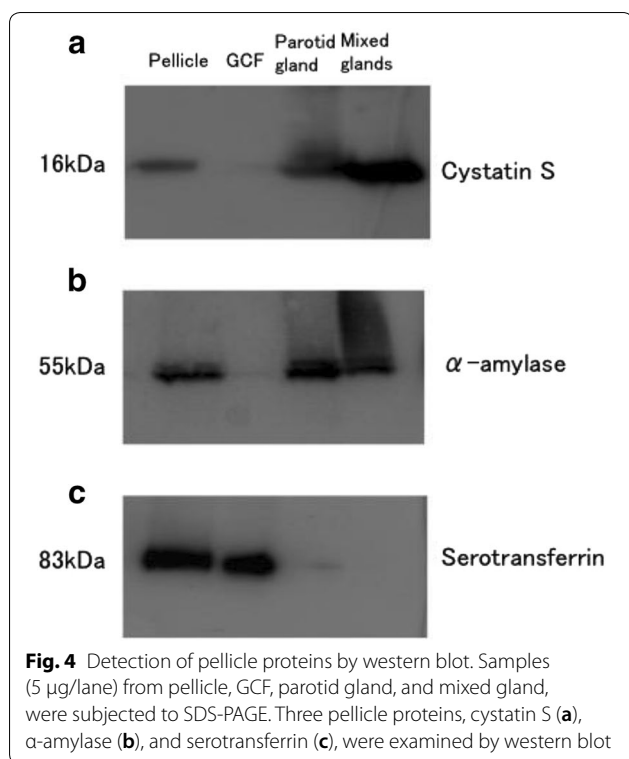 a
Pellicle GCF Parotid gland Mixed glands
16kDa
Cystatin S
b
55kDa
α-amylase
c
83kDa
Serotransferrin
Fig. 4 Detection of pellicle proteins by western blot. Samples
(5 µg/lane) from pellicle, GCF, parotid gland, and mixed gland,
were subjected to SDS-PAGE. Three pellicle proteins, cystatin S (a),
α-amylase (b), and serotransferrin (c), were examined by western blot